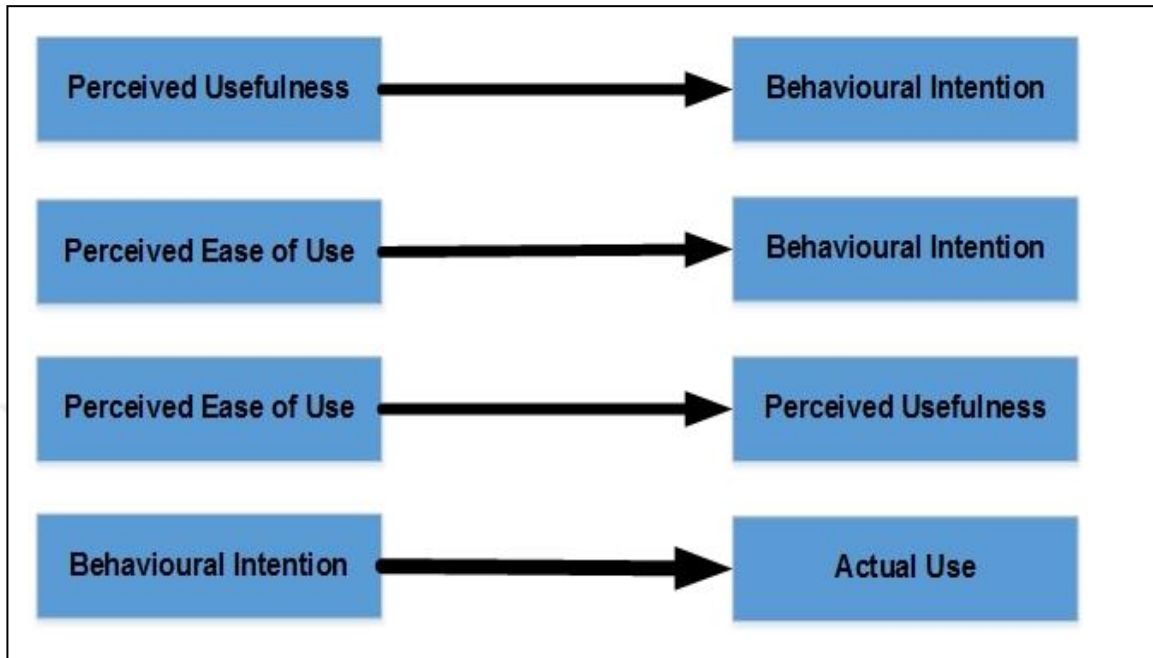 Perceived Usefulness
Behavioural Intention
Perceived Ease of Use
Behavioural Intention
Perceived Ease of Use
Perceived Usefulness
Behavioural Intention
Actual Use